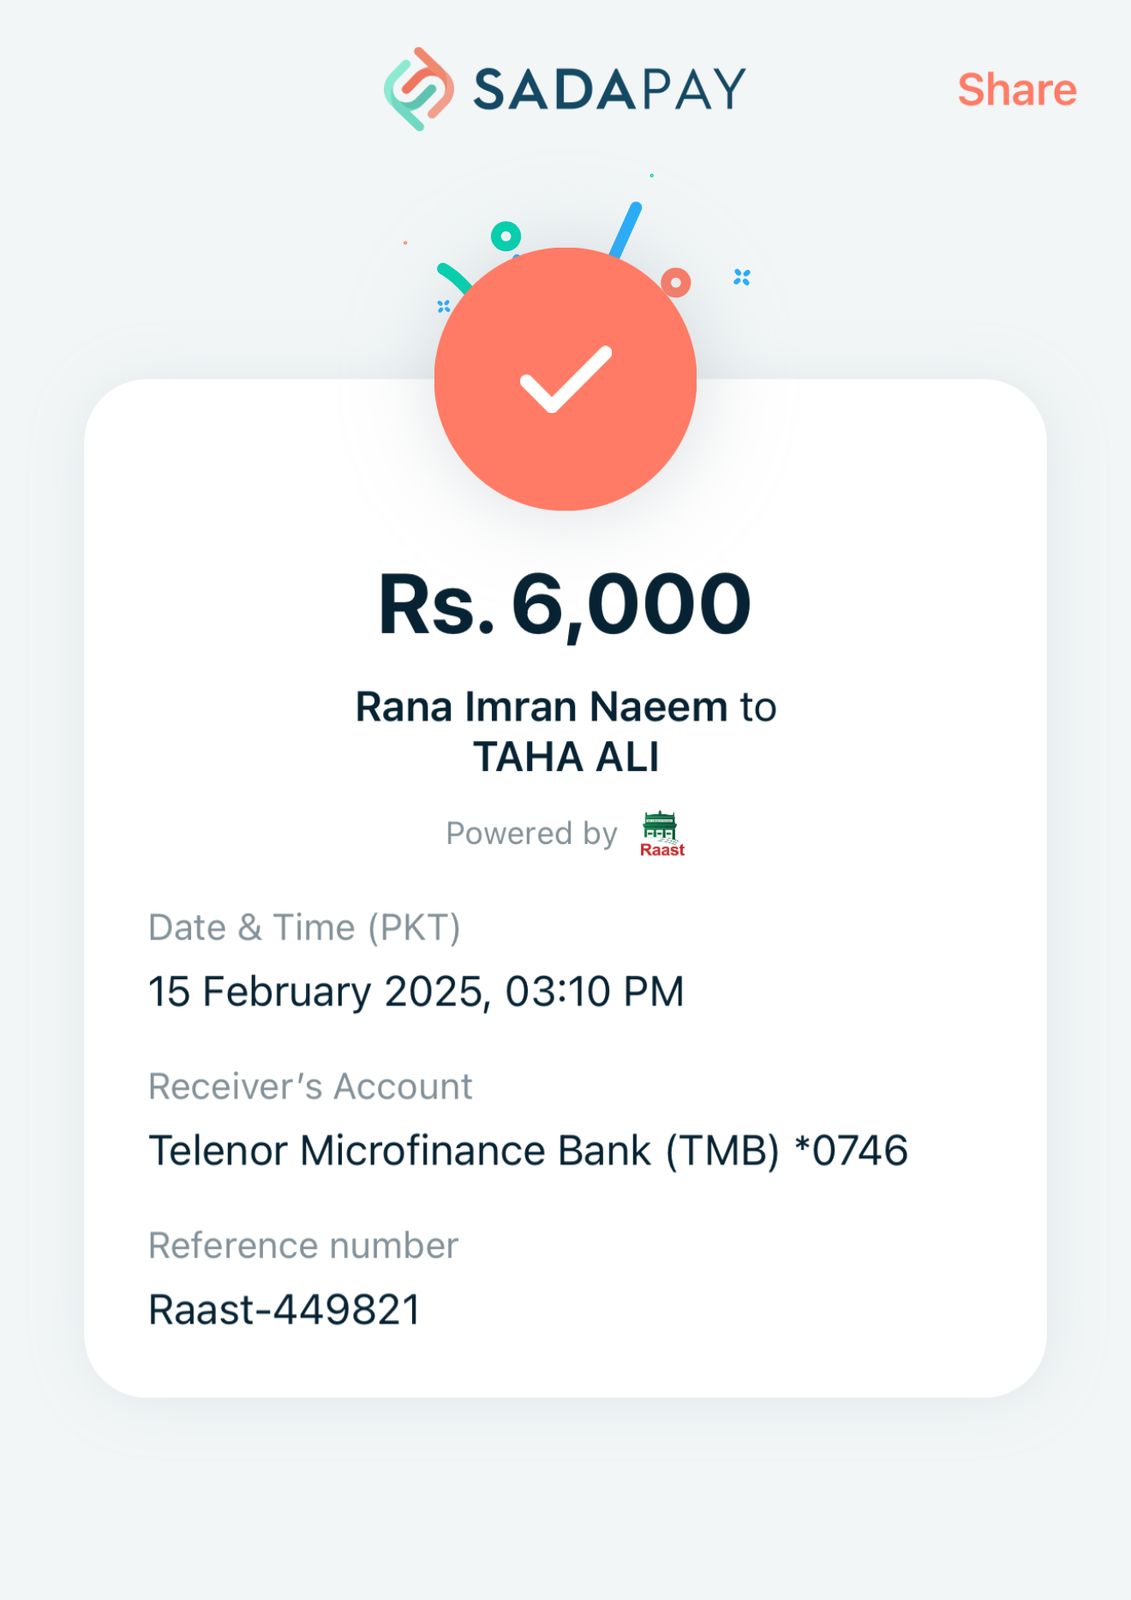 SADAPAY
Share
Rs. 6,000
Rana Imran Naeem to
TAHA ALI
Powered by Raast
Date & Time (PKT)
15 February 2025, 03:10 PM
Receiver’s Account
Telenor Microfinance Bank (TMB) *0746
Reference number
Raast-449821